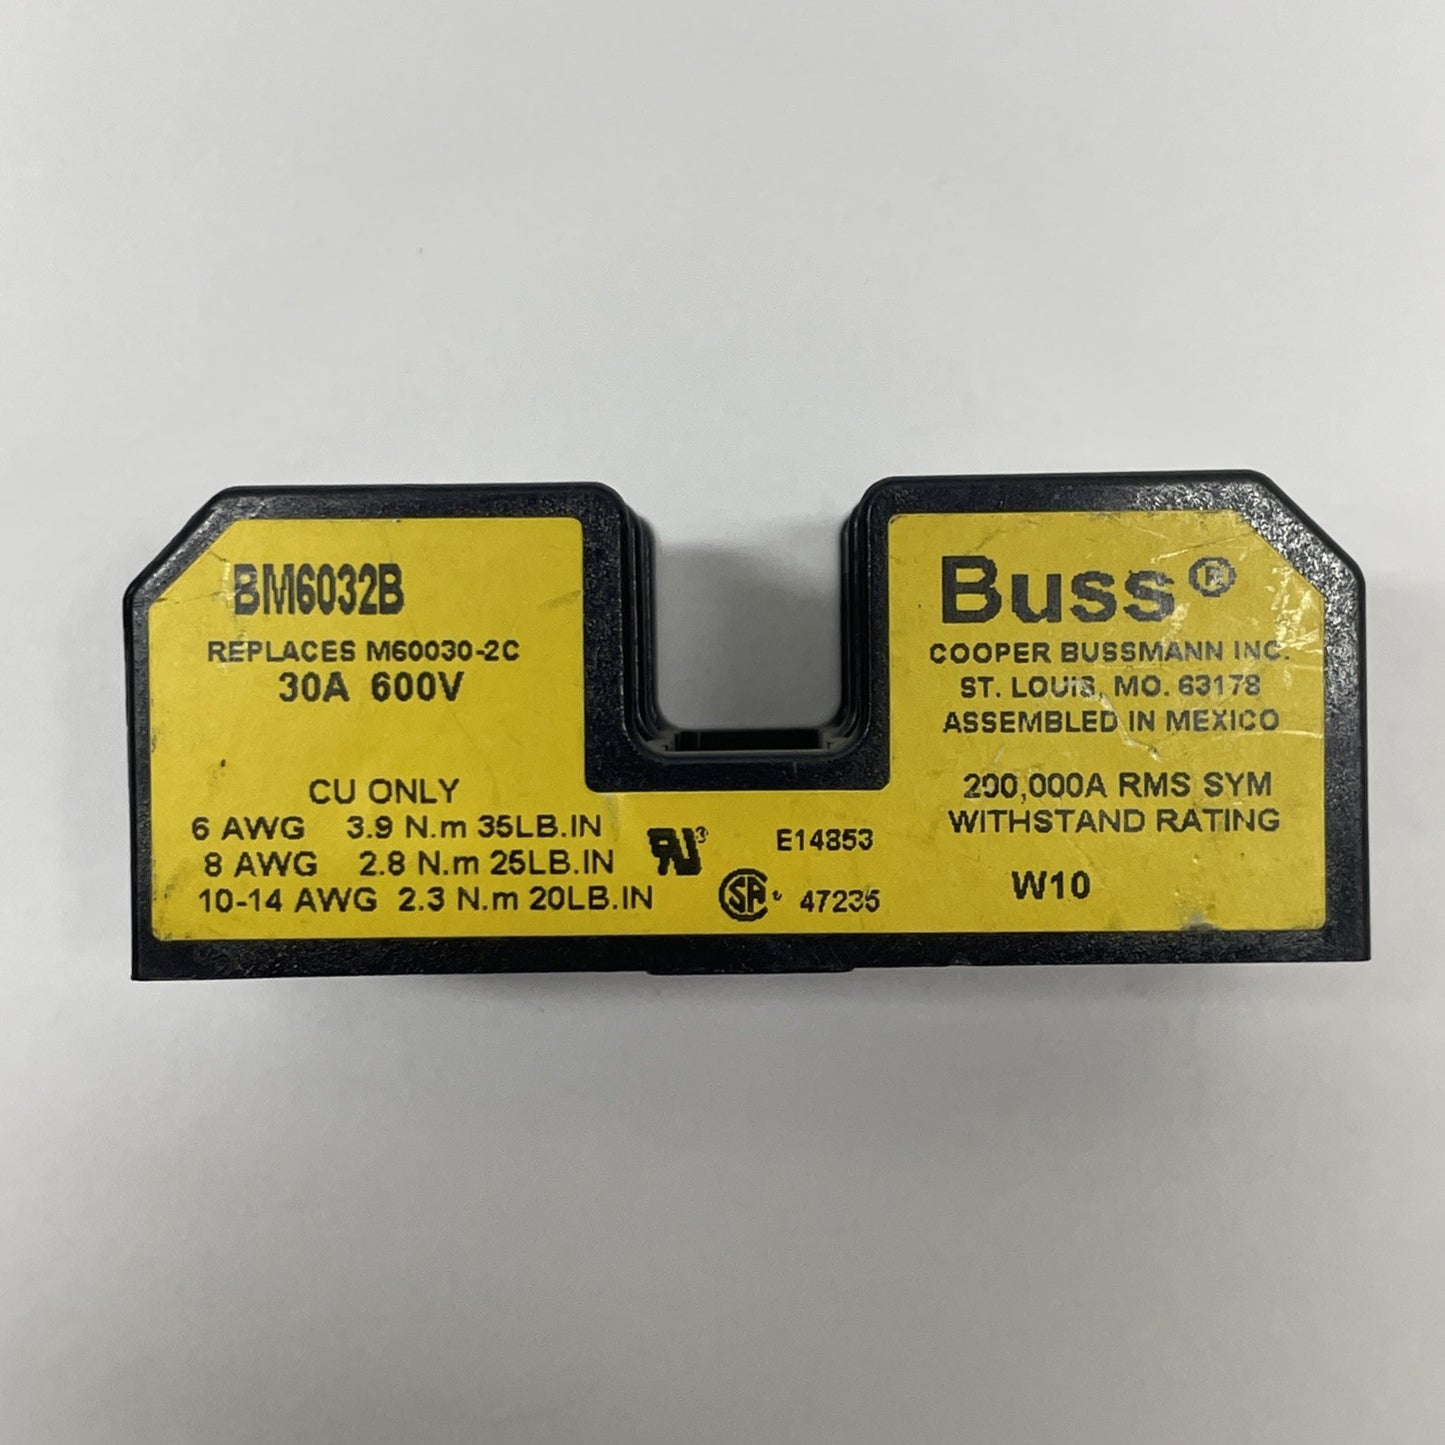 BM6032B
REPLACES M60030-2C
30A 600V
CU ONLY
6 AWG 3.9 N.m 35LB.IN
8 AWG 2.8 N.m 25LB.IN
10-14 AWG 2.3 N.m 20LB.IN
RU®
E14853
SA
47235
Buss®
COOPER BUSSMANN INC.
ST. LOUIS, MO. 63178
ASSEMBLED IN MEXICO
200,000A RMS SYM
WITHSTAND RATING
W10